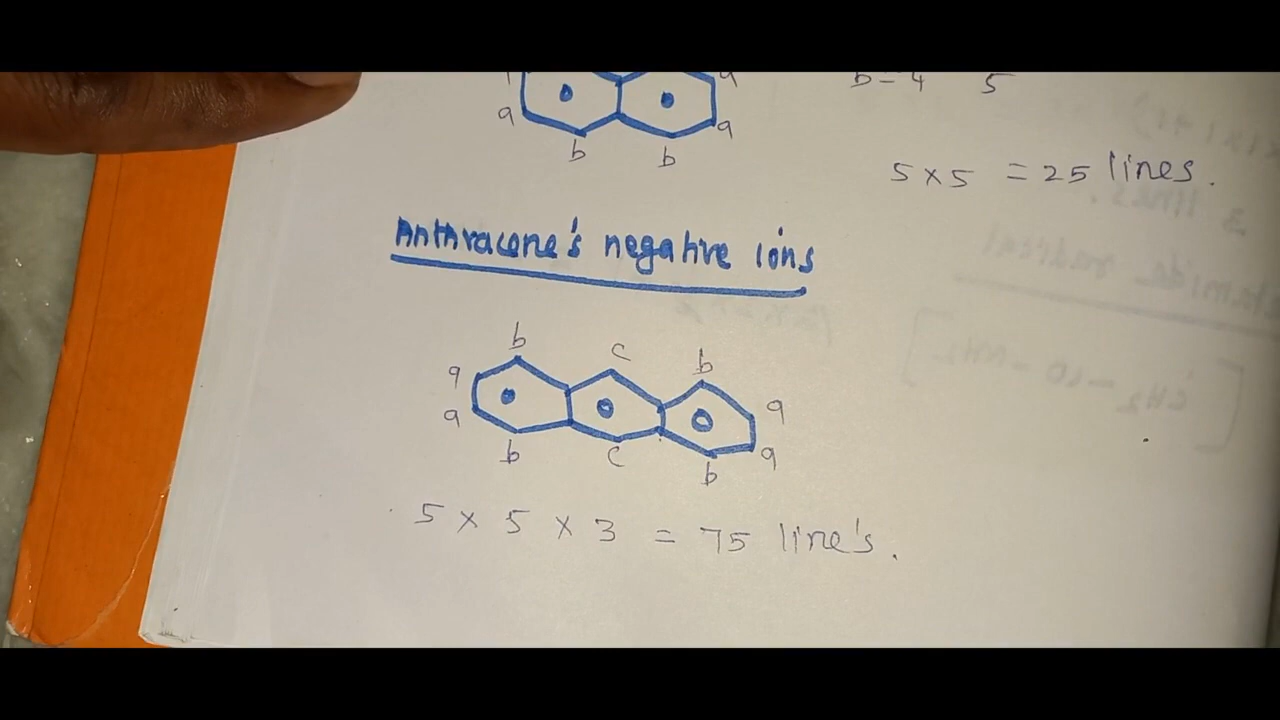 b = 4 5
a a
b b
5 × 5 = 25 lines.
Anthracene's negative ions
b c b
a a
a a
b c b
5 × 5 × 3 = 75 line's.